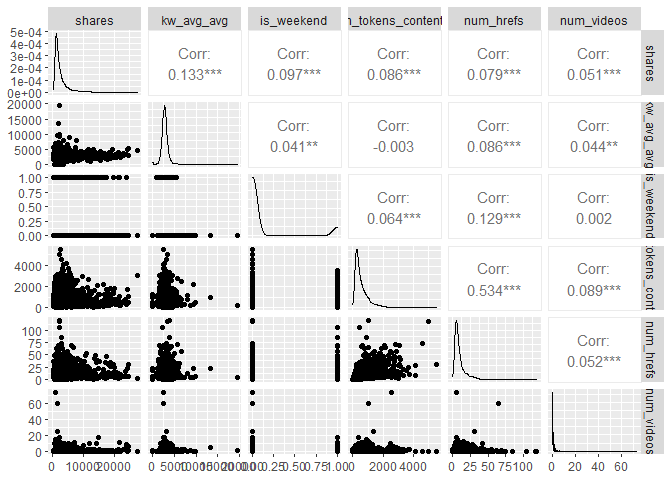 shares kw_avg_avg is_weekend n_tokens_content num_hrefs num_videos
5e-04
4e-04
3e-04
2e-04
1e-04
0e+00
Corr:
0.133***
Corr:
0.097***
Corr:
0.086***
Corr:
0.079***
Corr:
0.051***
shares
20000
15000
10000
5000
0
Corr:
0.041**
Corr:
-0.003
Corr:
0.086***
Corr:
0.044**
kw_avg_avg
1.00
0.75
0.50
0.25
0.00
Corr:
0.064***
Corr:
0.129***
Corr:
0.002
is_weekend
4000
2000
0
Corr:
0.534***
Corr:
0.089***
tokens_cont
100
75
50
25
0
Corr:
0.052***
num_hrefs
60
40
20
0
num_videos
0 10000 20000
0 5000 10000 15000 20000
0.00 0.25 0.50 0.75 1.00
0 2000 4000
0 25 50 75 100
0 20 40 60